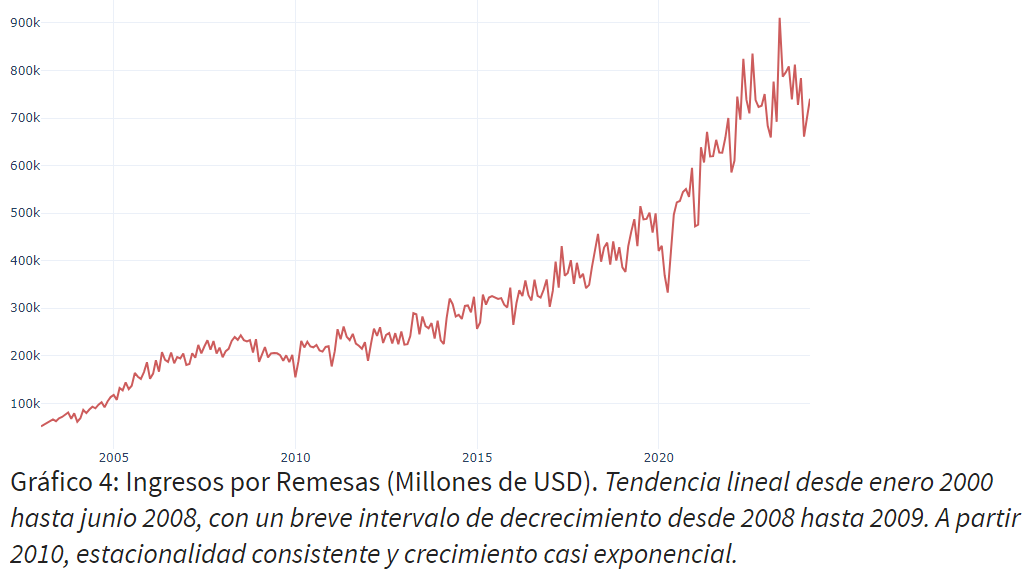 900k
800k
700k
600k
500k
400k
300k
200k
100k
2005 2010 2015 2020
Gráfico 4: Ingresos por Remesas (Millones de USD). Tendencia lineal desde enero 2000
hasta junio 2008, con un breve intervalo de decrecimiento desde 2008 hasta 2009. A partir
2010, estacionalidad consistente y crecimiento casi exponencial.